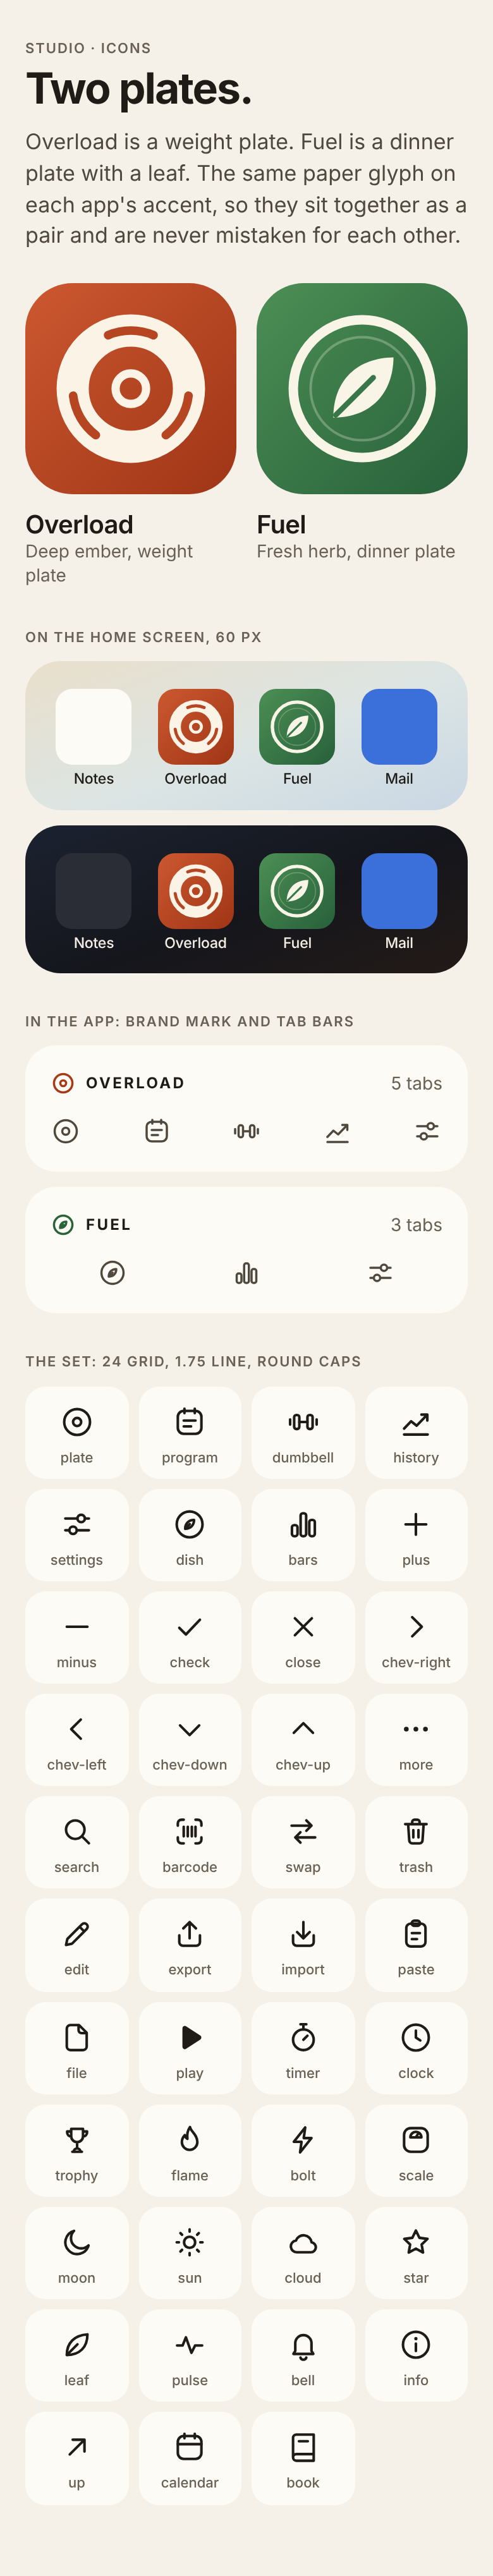 STUDIO · ICONS
Two plates.
Overload is a weight plate. Fuel is a dinner
plate with a leaf. The same paper glyph on
each app's accent, so they sit together as a
pair and are never mistaken for each other.
Overload
Deep ember, weight
plate
Fuel
Fresh herb, dinner plate
ON THE HOME SCREEN, 60 PX
Notes Overload Fuel Mail
Notes Overload Fuel Mail
IN THE APP: BRAND MARK AND TAB BARS
OVERLOAD 5 tabs
FUEL 3 tabs
THE SET: 24 GRID, 1.75 LINE, ROUND CAPS
plate program dumbbell history
settings dish bars plus
minus check close chev-right
chev-left chev-down chev-up more
search barcode swap trash
edit export import paste
file play timer clock
trophy flame bolt scale
moon sun cloud star
leaf pulse bell info
up calendar book